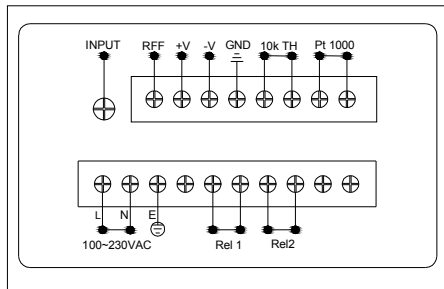 INPUT RFF +V -V GND 10k TH Pt 1000
L N E
100~230VAC Rel 1 Rel2